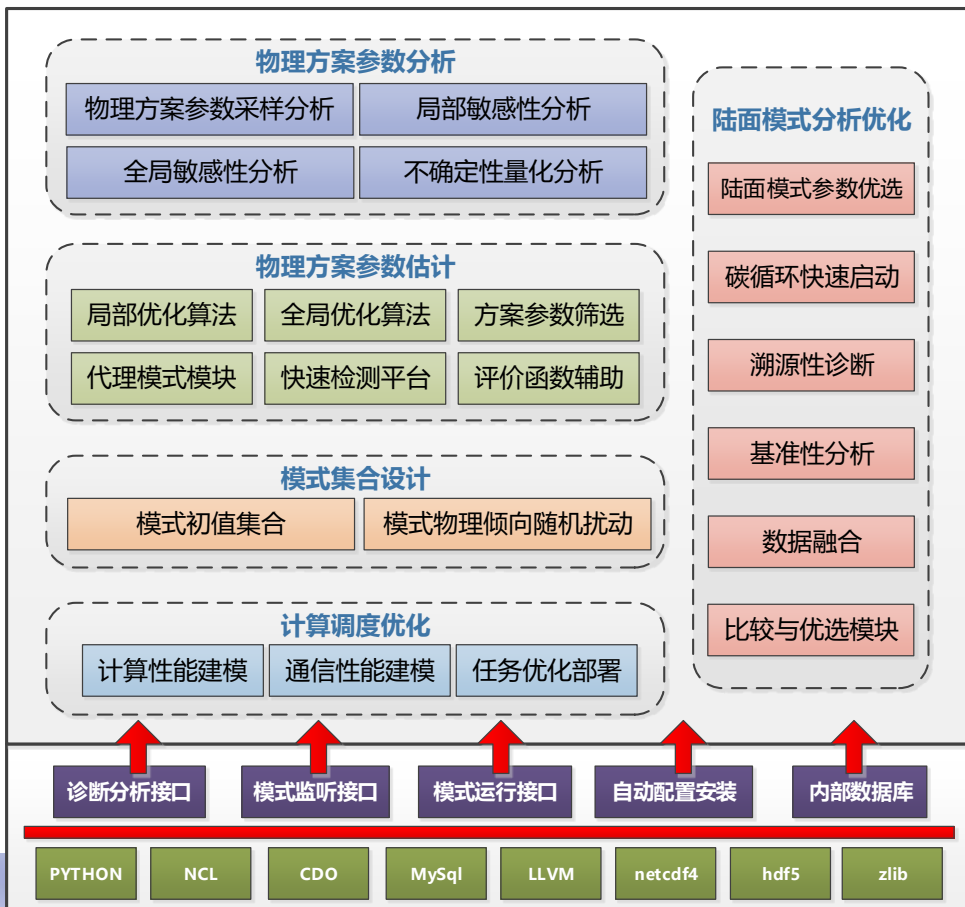 物理方案参数分析
物理方案参数采样分析
局部敏感性分析
全局敏感性分析
不确定性量化分析
物理方案参数估计
局部优化算法
全局优化算法
方案参数筛选
代理模式模块
快速检测平台
评价函数辅助
模式集合设计
模式初值集合
模式物理倾向随机扰动
计算调度优化
计算性能建模
通信性能建模
任务优化部署
陆面模式分析优化
陆面模式参数优选
碳循环快速启动
溯源性诊断
基准性分析
数据融合
比较与优选模块
诊断分析接口
模式监听接口
模式运行接口
自动配置安装
内部数据库
PYTHON
NCL
CDO
MySql
LLVM
netcdf4
hdf5
zlib